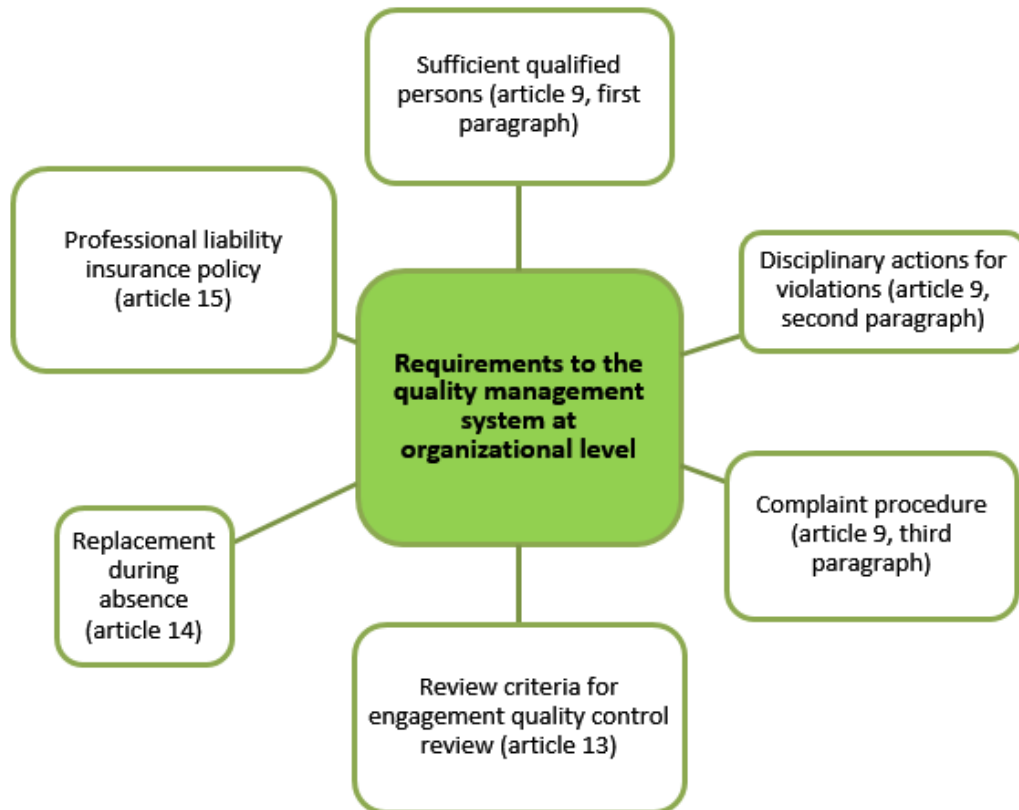 Sufficient qualified
persons (article 9, first
paragraph)
Professional liability
insurance policy
(article 15)
Disciplinary actions for
violations (article 9,
second paragraph)
Requirements to the
quality management
system at
organizational level
Complaint procedure
(article 9, third
paragraph)
Replacement
during
absence
(article 14)
Review criteria for
engagement quality control
review (article 13)